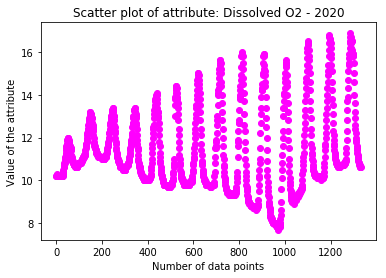 Scatter plot of attribute: Dissolved O2 - 2020
Value of the attribute
16
14
12
10
8
0 200 400 600 800 1000 1200
Number of data points